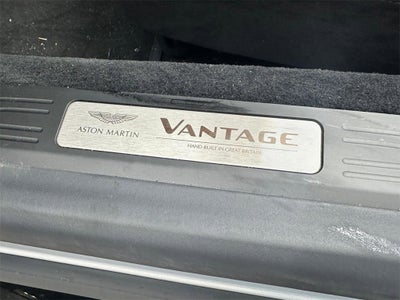 ASTON MARTIN
VANTAGE
HAND BUILT IN GREAT BRITAIN